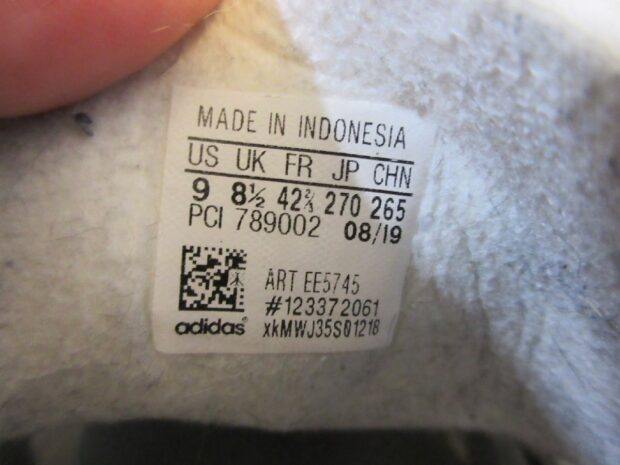 MADE IN INDONESIA
US UK FR JP CHN
9 8½ 42⅔ 270 265
PCI 789002 08/19
ART EE5745
#123372061
adidas® xkMWJ35S01218